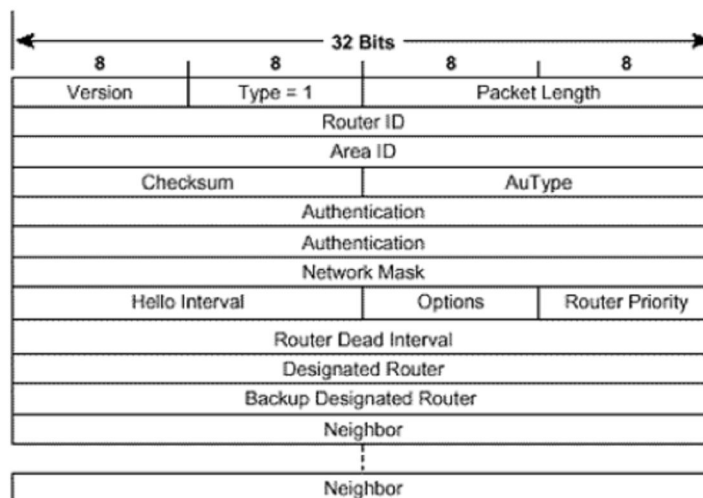 32 Bits
8 8 8 8
Version Type = 1 Packet Length
Router ID
Area ID
Checksum AuType
Authentication
Authentication
Network Mask
Hello Interval Options Router Priority
Router Dead Interval
Designated Router
Backup Designated Router
Neighbor
Neighbor